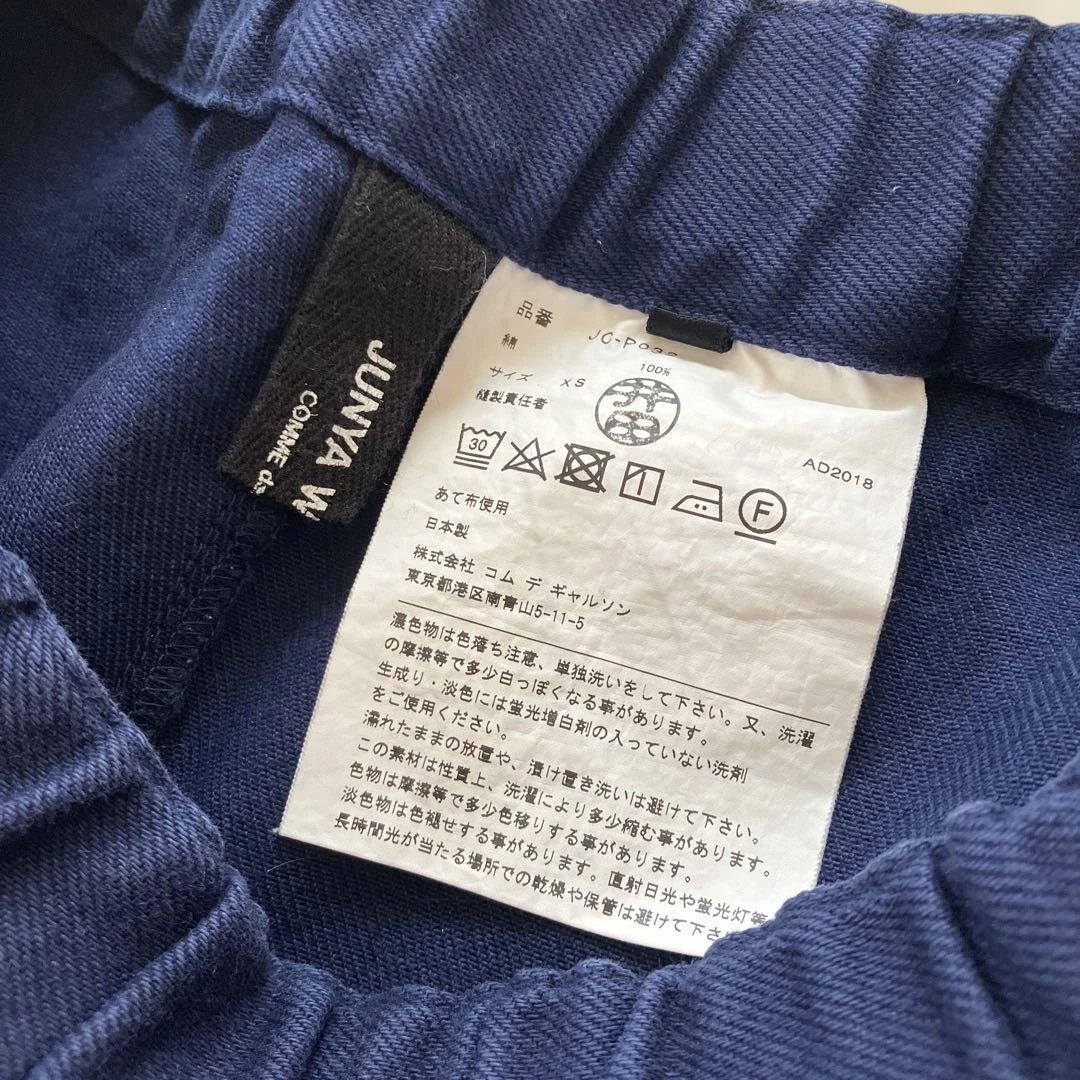 JUNYA
COMME d
品番 JC-P032
綿 100%
サイズ XS
縫製責任者
AD2018
30
F
あて布使用
日本製
株式会社 コム デ ギャルソン
東京都港区南青山5-11-5
濃色物は色落ち注意、単独洗いをして下さい。又、洗濯
の摩擦等で多少白っぽくなる事があります。
生成り・淡色には蛍光増白剤の入っていない洗剤
をご使用ください。
濡れたままの放置や、漬け置き洗いは避けて下さい。
この素材は性質上、洗濯により多少縮む事があります。
色物は摩擦等で多少色移りする事があります。
淡色物は色褪せする事があります。直射日光や蛍光灯等
長時間光が当たる場所での乾燥や保管は避けて下さ